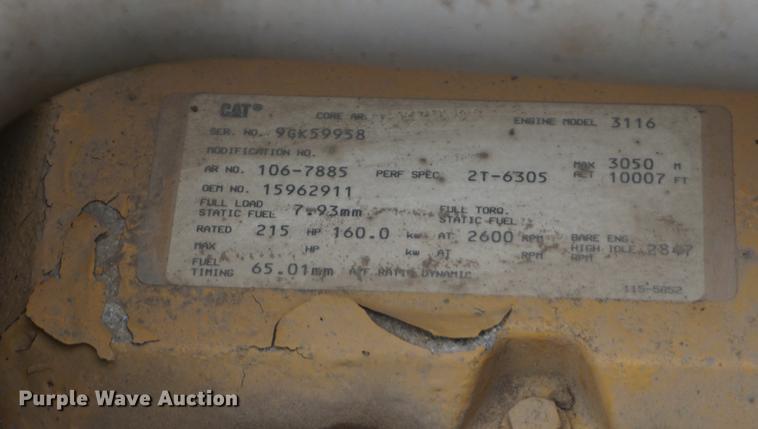 CAT® CORE AR. ENGINE MODEL 3116
SER. NO. 9GK59958
MODIFICATION NO.
AR NO. 106-7885 PERF SPEC 2T-6305 MAX ALT 3050 M 10007 FT
OEM NO. 15962911
FULL LOAD STATIC FUEL 7.93mm FULL TORQ. STATIC FUEL
RATED 215 HP 160.0 kw AT 2600 RPM BARE ENG. HIGH IDLE RPM 2847
MAX HP kw AT RPM
FUEL TIMING 65.01mm A/F RATIO DYNAMIC
115-5852
Purple Wave Auction